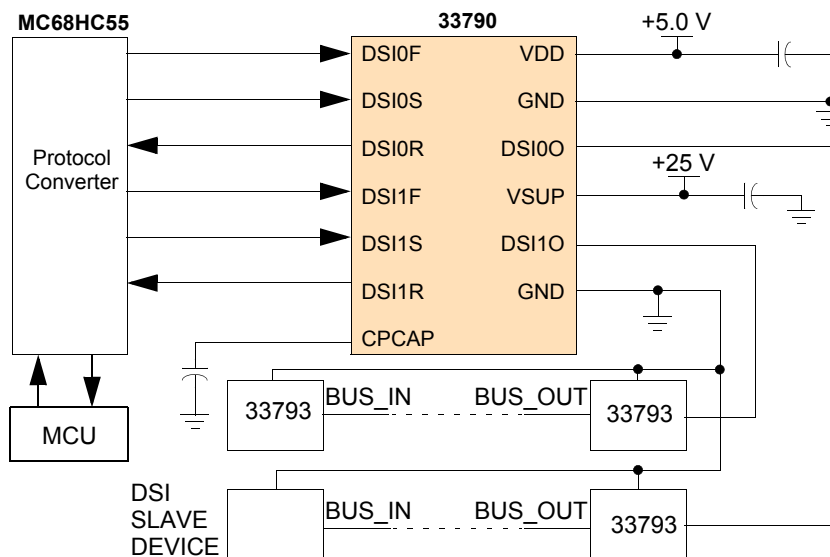 MC68HC55
33790
+5.0 V
DSI0F
VDD
DSI0S
GND
Protocol
Converter
DSI0R
DSI0O
+25 V
DSI1F
VSUP
DSI1S
DSI1O
DSI1R
GND
CPCAP
MCU
33793
BUS_IN
BUS_OUT
33793
DSI
SLAVE
DEVICE
BUS_IN
BUS_OUT
33793